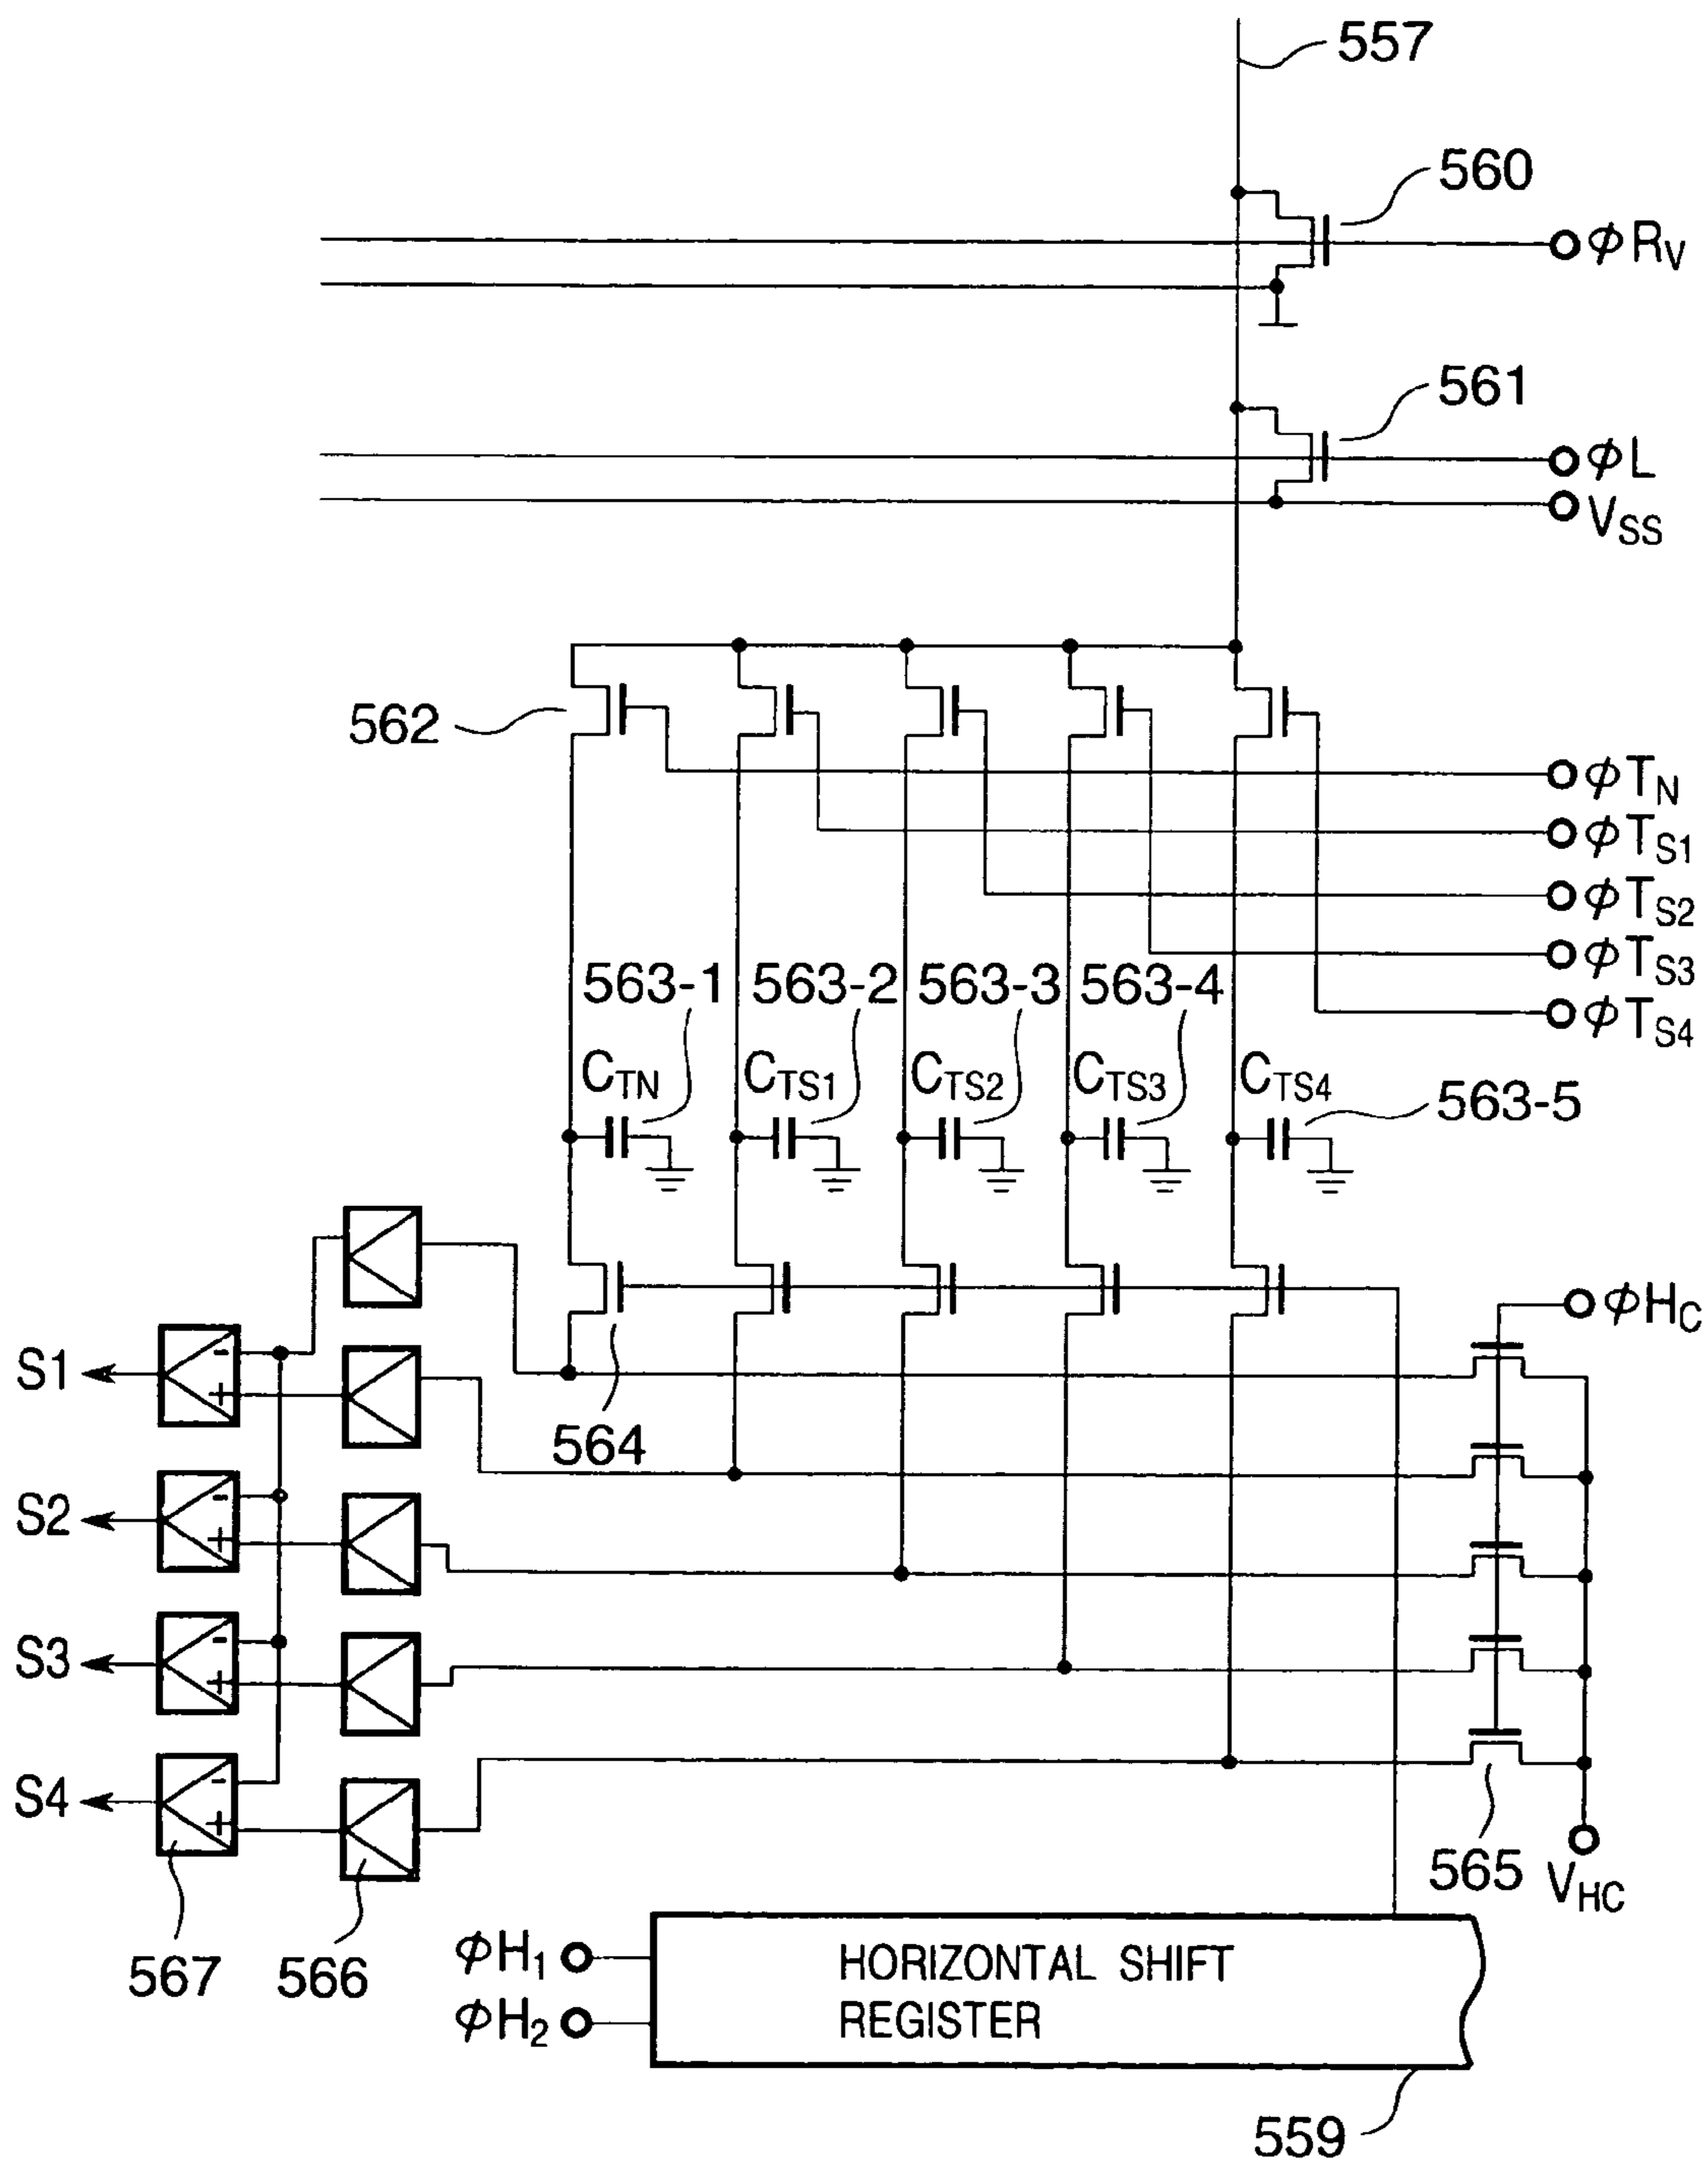 557
560
ϕRV
561
ϕL
VSS
562
ϕTN
ϕTS1
ϕTS2
ϕTS3
ϕTS4
563-1 563-2 563-3 563-4
CTN CTS1 CTS2 CTS3 CTS4
563-5
ϕHC
S1
-
+
564
S2
-
+
S3
-
+
S4
-
+
565
VHC
567 566
ϕH1
ϕH2
HORIZONTAL SHIFT
REGISTER
559